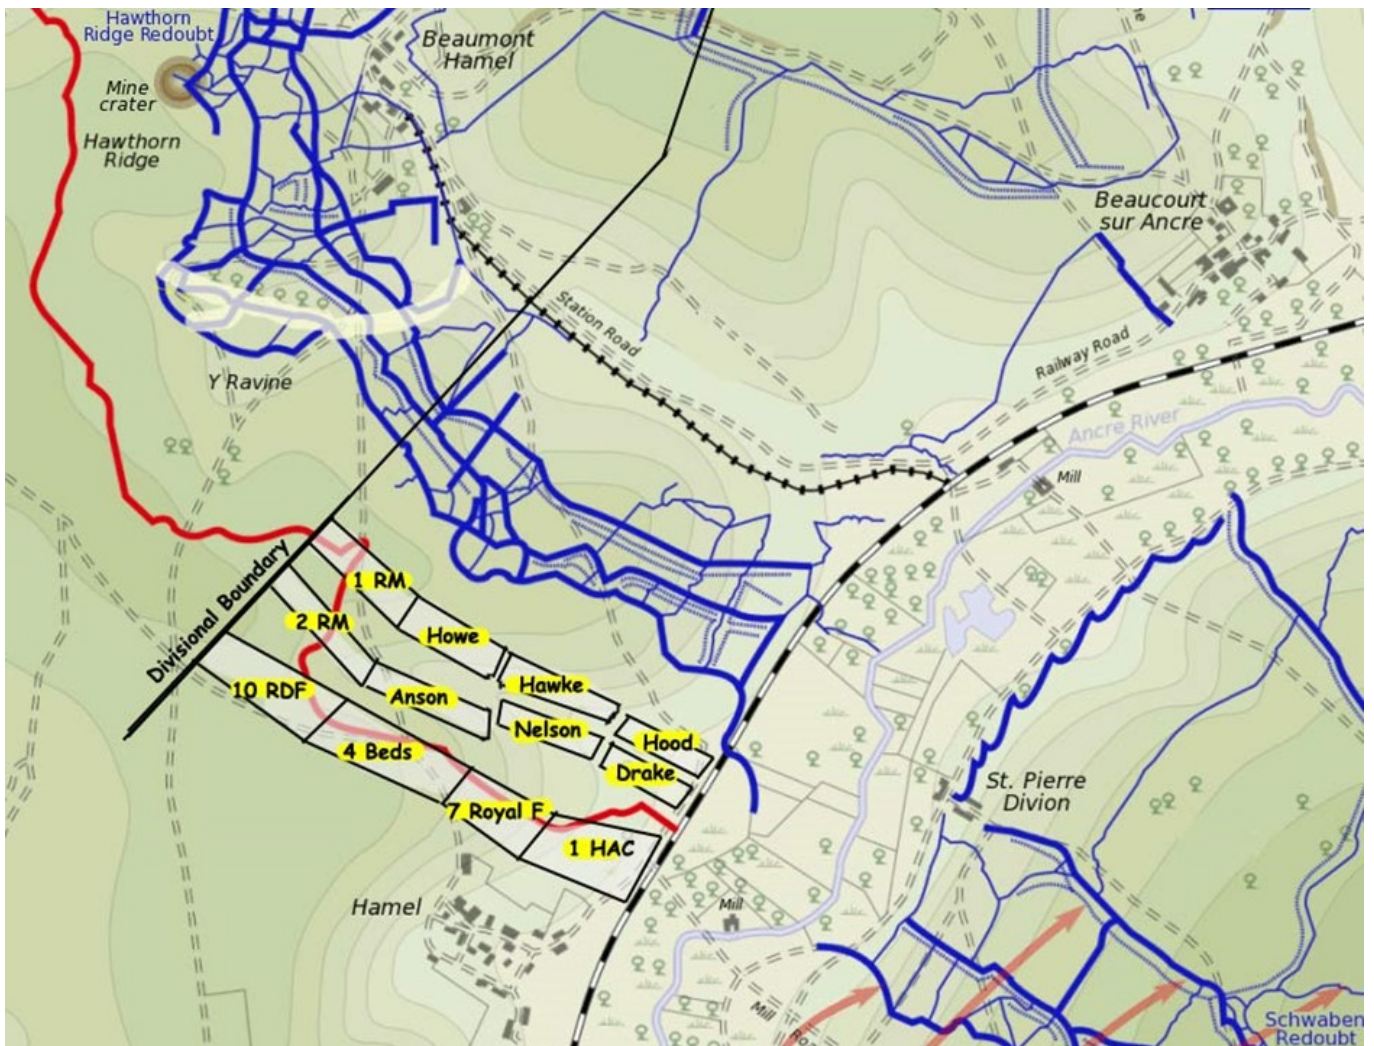 Hawthorn
Ridge Redoubt
Beaumont
Hamel
Mine
crater
Hawthorn
Ridge
Beaucourt
sur Ancre
Station Road
Railway Road
Y Ravine
Ancre River
Mill
Divisional Boundary
1 RM
2 RM
Howe
10 RDF
Anson
Hawke
Nelson
Hood
4 Beds
Drake
St. Pierre
Divion
7 Royal F
1 HAC
Hamel
Mill
Mill
Schwaben
Redoubt